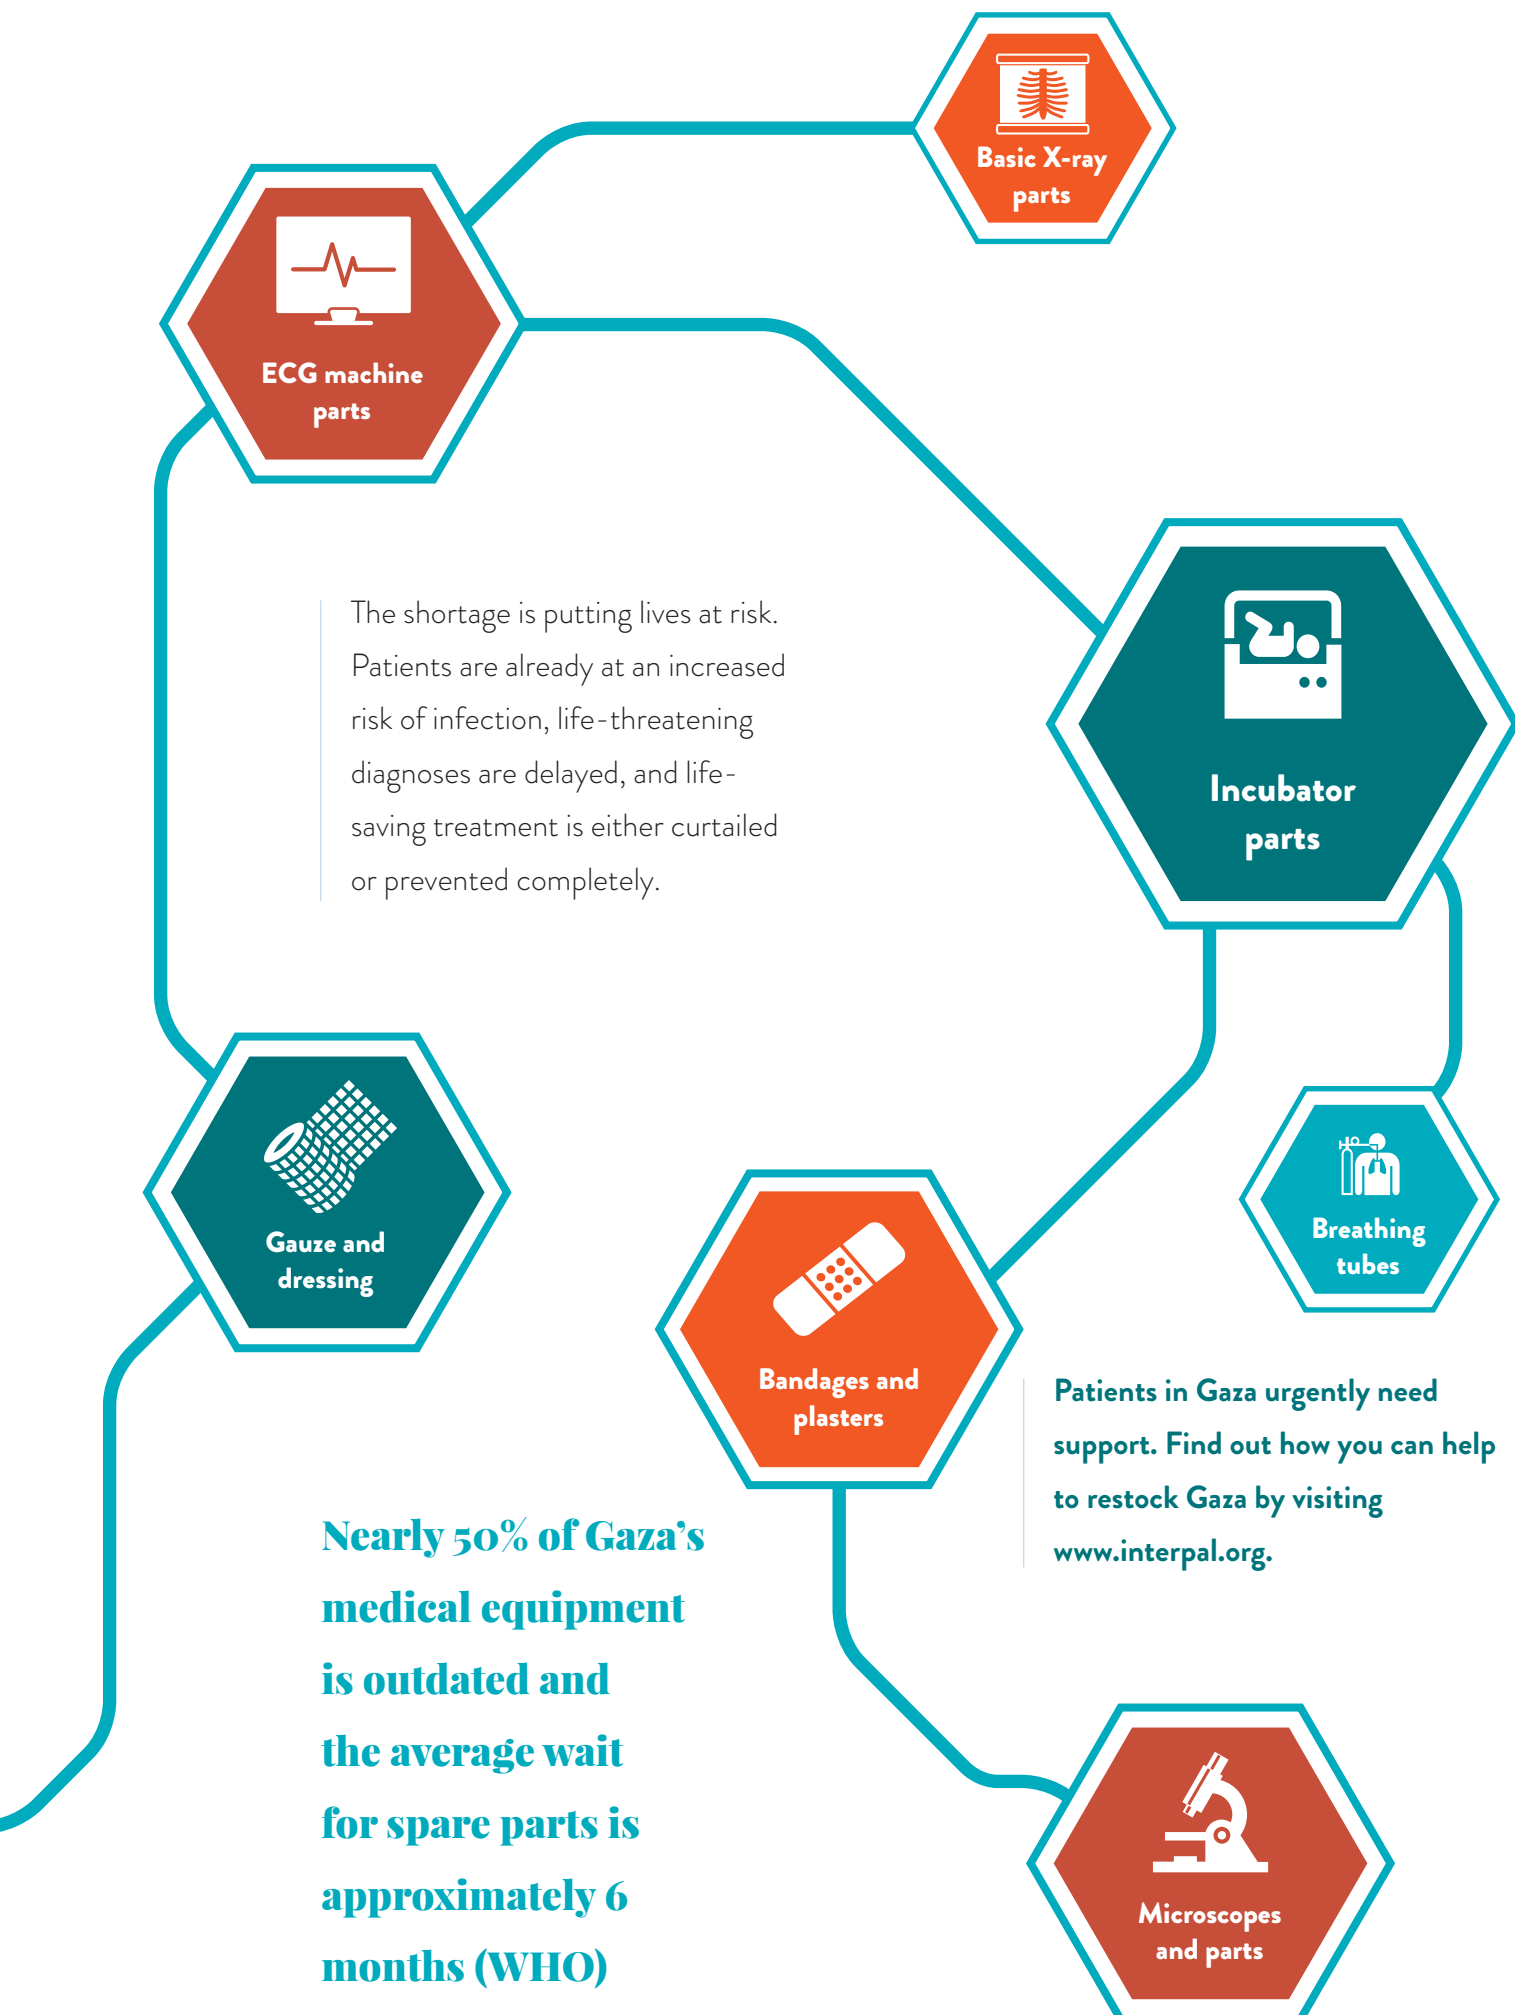 Basic X-ray
parts
ECG machine
parts
The shortage is putting lives at risk.
Patients are already at an increased
risk of infection, life-threatening
diagnoses are delayed, and life-
saving treatment is either curtailed
or prevented completely.
Incubator
parts
Gauze and
dressing
Breathing
tubes
Bandages and
plasters
Patients in Gaza urgently need
support. Find out how you can help
to restock Gaza by visiting
www.interpal.org.
Nearly 50% of Gaza’s
medical equipment
is outdated and
the average wait
for spare parts is
approximately 6
months (WHO)
Microscopes
and parts